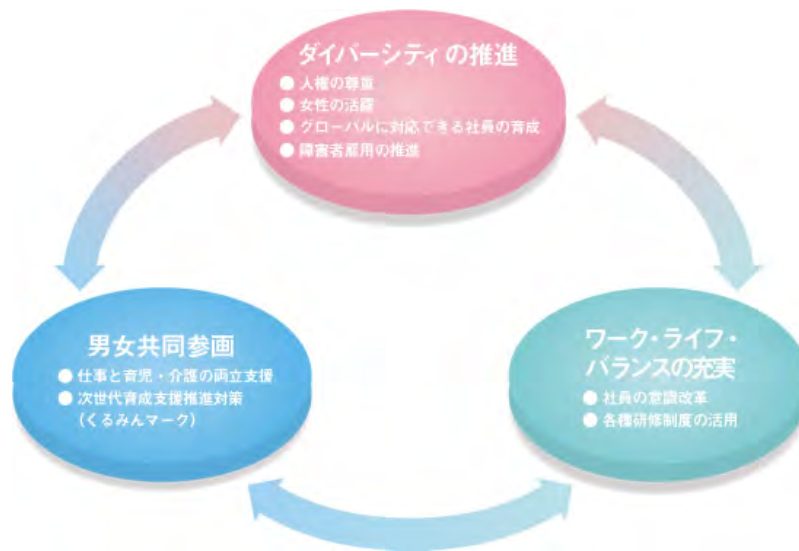 ダイバーシティの推進
● 人権の尊重
● 女性の活躍
● グローバルに対応できる社員の育成
● 障害者雇用の推進
男女共同参画
● 仕事と育児・介護の両立支援
● 次世代育成支援推進対策
(くるみんマーク)
ワーク・ライフ・
バランスの充実
● 社員の意識改革
● 各種研修制度の活用